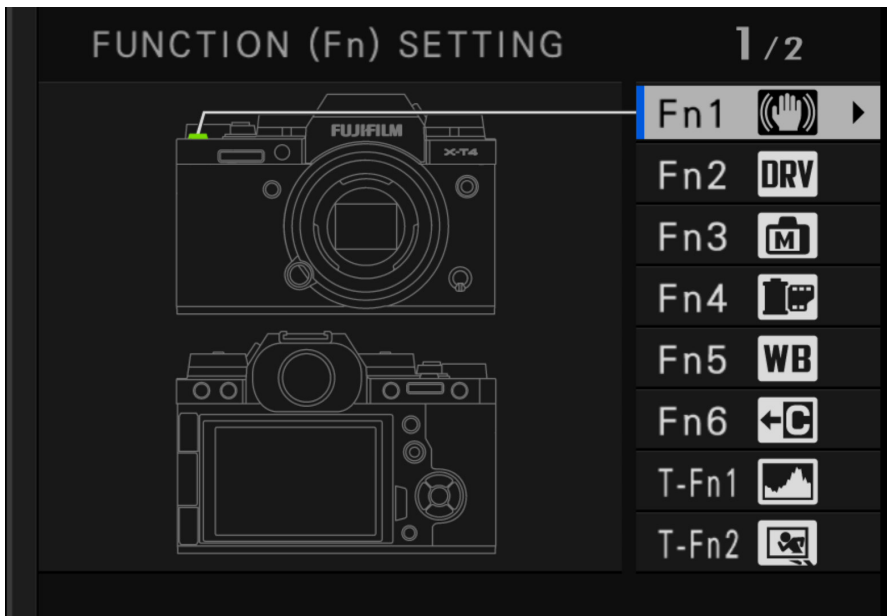 FUNCTION (Fn) SETTING 1/2
FUJIFILM
X-T4
Fn1
Fn2 DRV
Fn3 M
Fn4
Fn5 WB
Fn6 C
T-Fn1
T-Fn2